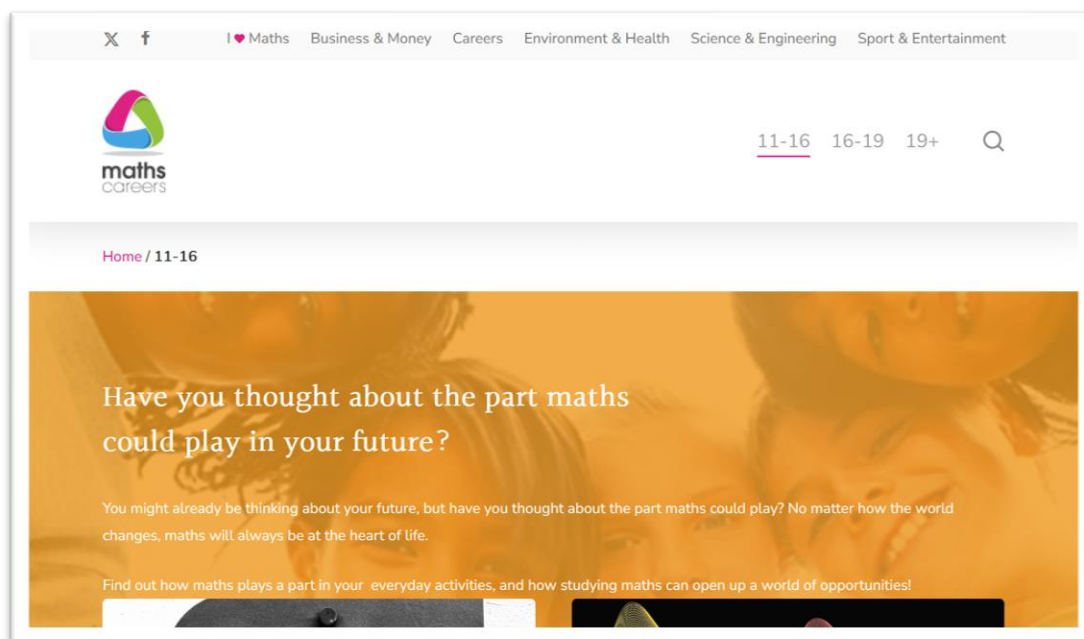 I ♥ Maths Business & Money Careers Environment & Health Science & Engineering Sport & Entertainment
maths
careers
11-16 16-19 19+
Home / 11-16
Have you thought about the part maths
could play in your future?
You might already be thinking about your future, but have you thought about the part maths could play? No matter how the world
changes, maths will always be at the heart of life.
Find out how maths plays a part in your everyday activities, and how studying maths can open up a world of opportunities!